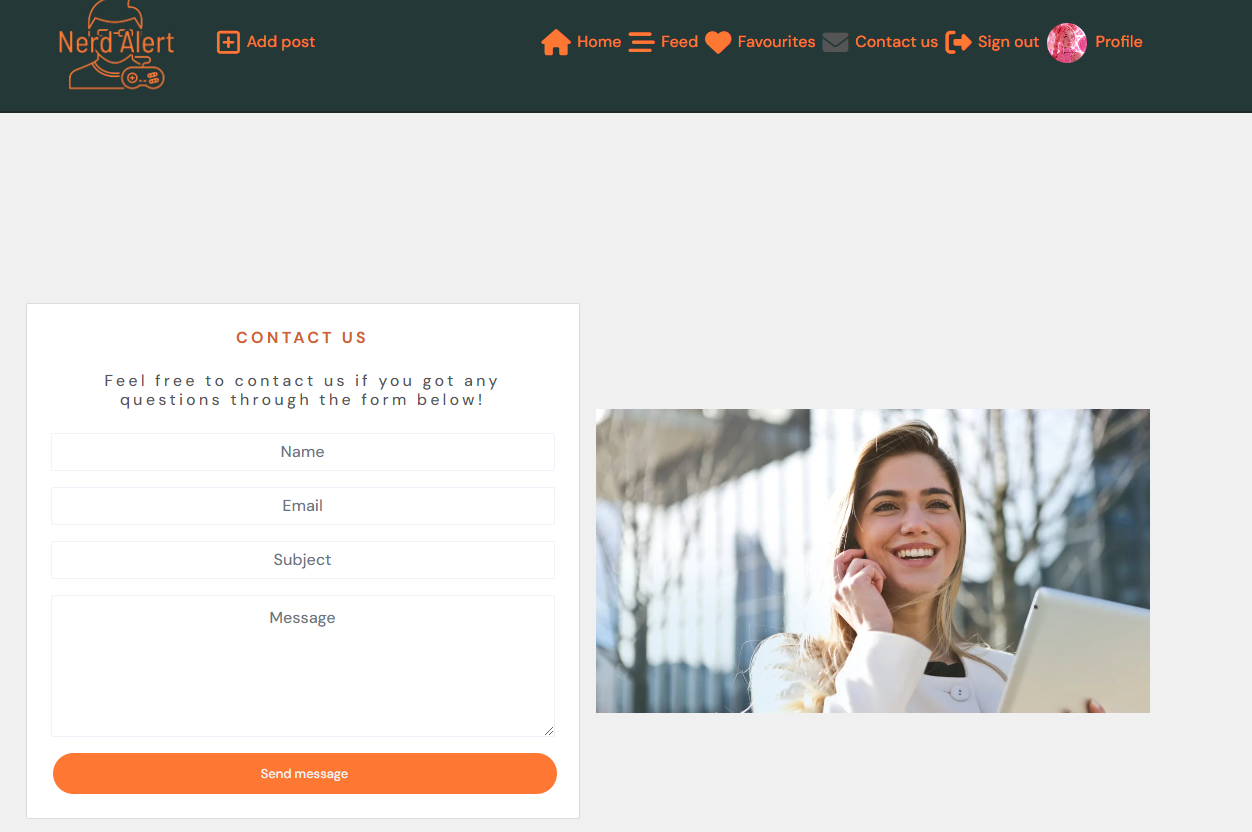 Nerd Alert
Add post
Home
Feed
Favourites
Contact us
Sign out
Profile
CONTACT US
Feel free to contact us if you got any
questions through the form below!
Name
Email
Subject
Message
Send message